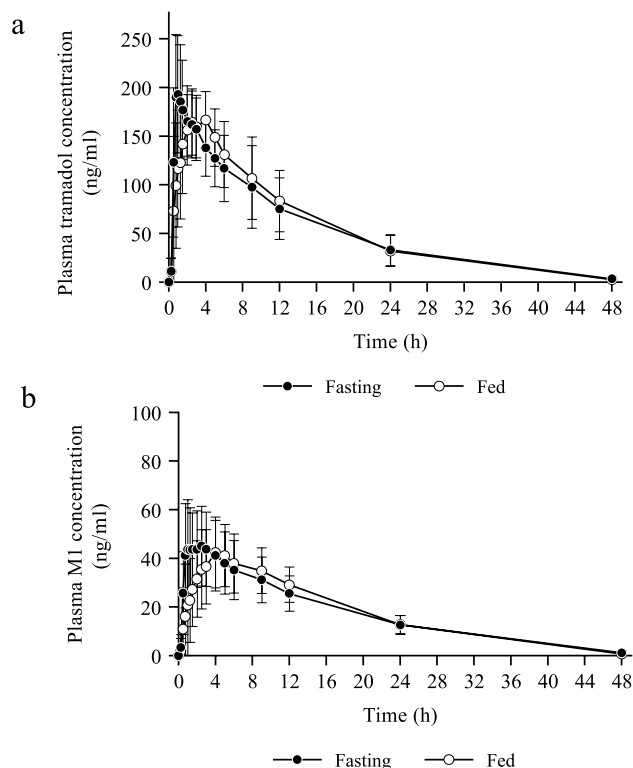 a
Plasma tramadol concentration
(ng/ml)
250
200
150
100
50
0
0 4 8 12 16 20 24 28 32 36 40 44 48
Time (h)
Fasting Fed
b
Plasma M1 concentration
(ng/ml)
100
80
60
40
20
0
0 4 8 12 16 20 24 28 32 36 40 44 48
Time (h)
Fasting Fed